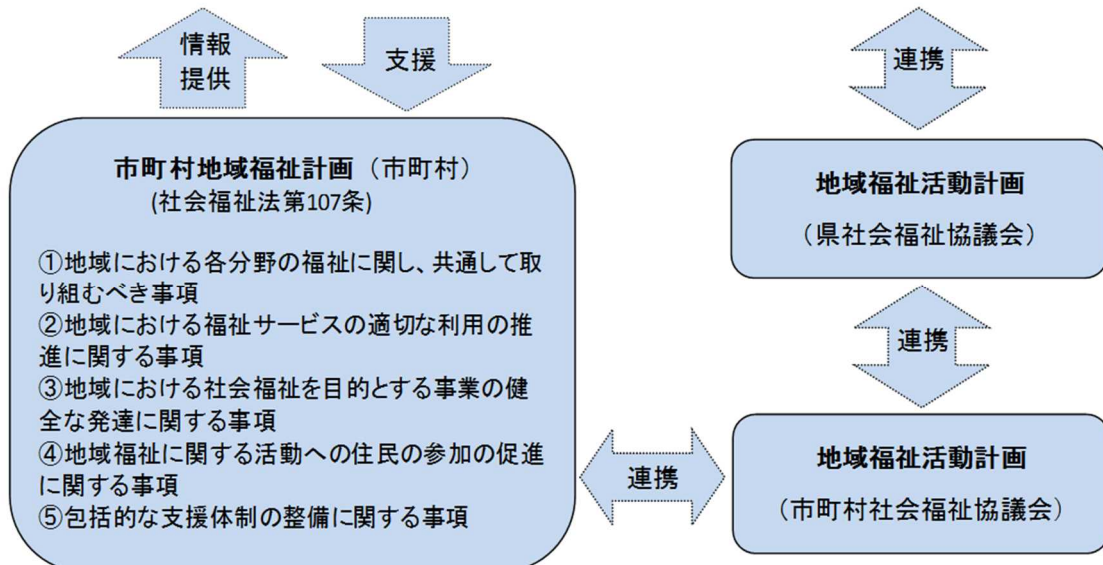 情報
提供
支援
連携
市町村地域福祉計画（市町村）
(社会福祉法第107条)
①地域における各分野の福祉に関し、共通して取
り組むべき事項
②地域における福祉サービスの適切な利用の推
進に関する事項
③地域における社会福祉を目的とする事業の健
全な発達に関する事項
④地域福祉に関する活動への住民の参加の促進
に関する事項
⑤包括的な支援体制の整備に関する事項
地域福祉活動計画
（県社会福祉協議会）
連携
連携
地域福祉活動計画
（市町村社会福祉協議会）